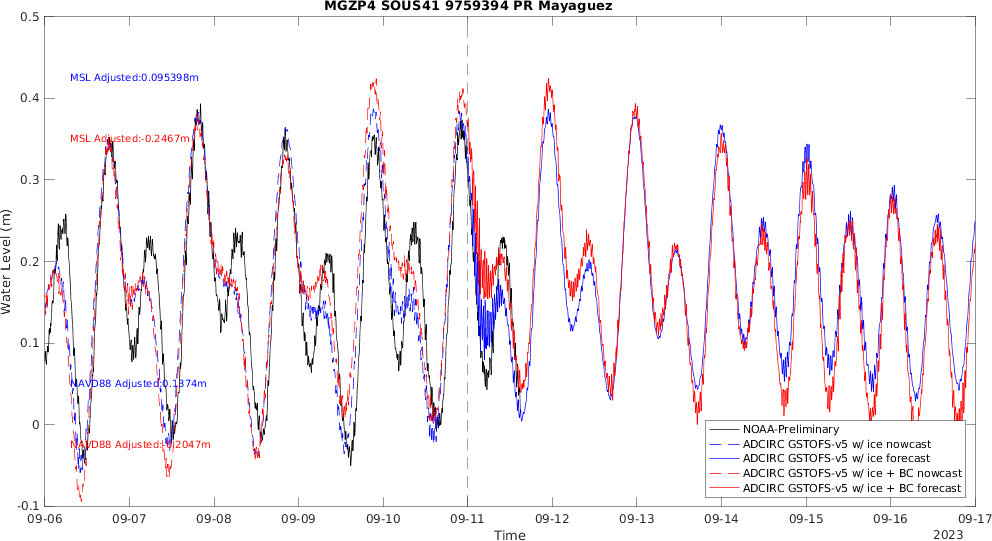 MGZP4 SOUS41 9759394 PR Mayaguez
0.5
MSL Adjusted:0.095398m
0.4
MSL Adjusted:-0.2467m
0.3
0.2
Water Level (m)
0.1
NAVD88 Adjusted:0.1374m
0
NAVD88 Adjusted:-0.2047m
-0.1
NOAA-Preliminary
ADCIRC GSTOFS-v5 w/ ice nowcast
ADCIRC GSTOFS-v5 w/ ice forecast
ADCIRC GSTOFS-v5 w/ ice + BC nowcast
ADCIRC GSTOFS-v5 w/ ice + BC forecast
09-06 09-07 09-08 09-09 09-10 09-11 09-12 09-13 09-14 09-15 09-16 09-17
Time
2023